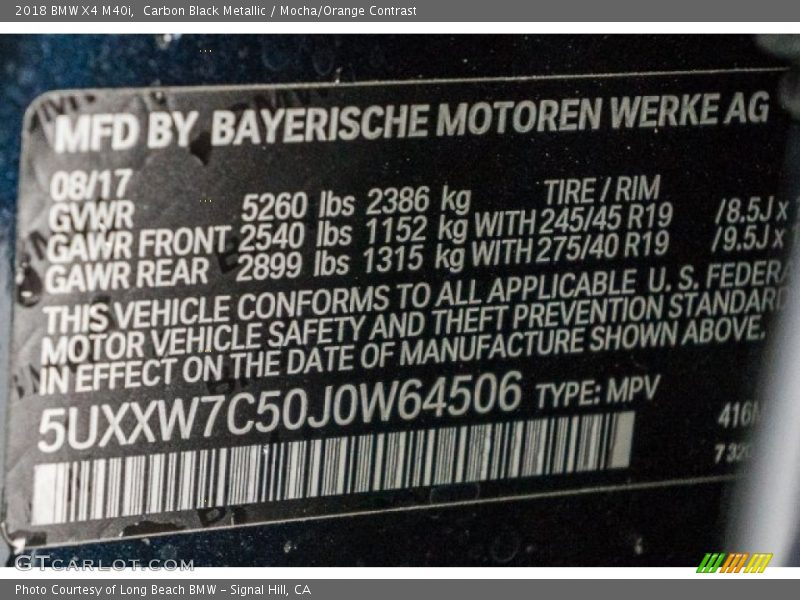 2018 BMW X4 M40i,  Carbon Black Metallic / Mocha/Orange Contrast
MFD BY BAYERISCHE MOTOREN WERKE AG
08/17 TIRE / RIM
GVWR 5260 lbs 2386 kg
GAWR FRONT 2540 lbs 1152 kg WITH 245/45 R19 /8.5J x
GAWR REAR 2899 lbs 1315 kg WITH 275/40 R19 /9.5J x
THIS VEHICLE CONFORMS TO ALL APPLICABLE U. S. FEDERA
MOTOR VEHICLE SAFETY AND THEFT PREVENTION STANDARD
IN EFFECT ON THE DATE OF MANUFACTURE SHOWN ABOVE.
5UXXW7C50J0W64506 TYPE: MPV
416
732
GTCarLot.com
Photo Courtesy of Long Beach BMW - Signal Hill, CA